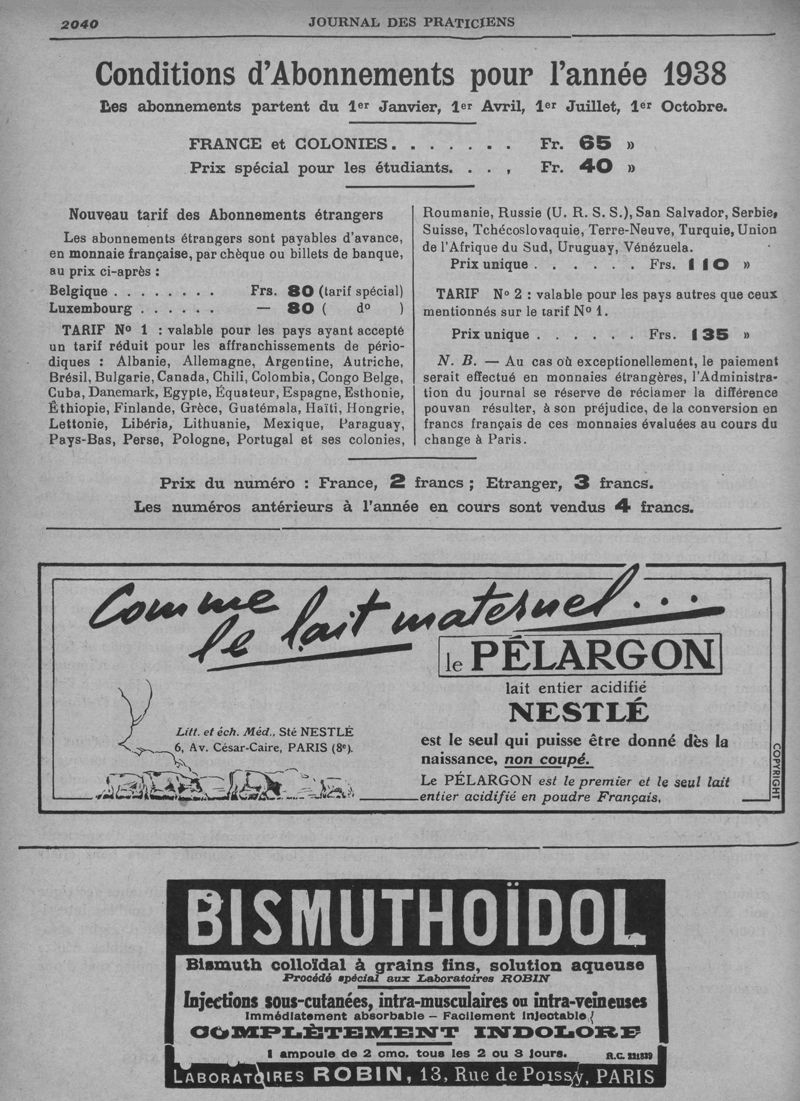 2040
JOURNAL DES PRATICIENS
Conditions d'Abonnements pour l'année 1938
Les abonnements partent du 1er Janvier, 1er Avril, 1er Juillet, 1er Octobre.
FRANCE et COLONIES. . . . . . . Fr. 65 »
Prix spécial pour les étudiants. . . , Fr. 40 »
Nouveau tarif des Abonnements étrangers
Les abonnements étrangers sont payables d'avance,
en monnaie française, par chèque ou billets de banque,
au prix ci-après :
Belgique . . . . . . . . Frs. 80 (tarif spécial)
Luxembourg . . . . . . — 80 ( do )
TARIF No 1 : valable pour les pays ayant accepté
un tarif réduit pour les affranchissements de pério-
diques : Albanie, Allemagne, Argentine, Autriche,
Brésil, Bulgarie, Canada, Chili, Colombia, Congo Belge,
Cuba, Danemark, Egypte, Équateur, Espagne, Esthonie,
Éthiopie, Finlande, Grèce, Guatémala, Haïti, Hongrie,
Lettonie, Libéria, Lithuanie, Mexique, Paraguay,
Pays-Bas, Perse, Pologne, Portugal et ses colonies,
Roumanie, Russie (U. R. S. S.), San Salvador, Serbie,
Suisse, Tchécoslovaquie, Terre-Neuve, Turquie, Union
de l'Afrique du Sud, Uruguay, Vénézuela.
Prix unique . . . . . . Frs. 110 »
TARIF No 2 : valable pour les pays autres que ceux
mentionnés sur le tarif No 1.
Prix unique . . . . . . Frs. 135 »
N. B. — Au cas où exceptionellement, le paiement
serait effectué en monnaies étrangères, l'Administra-
tion du journal se réserve de réclamer la différence
pouvan résulter, à son préjudice, de la conversion en
francs français de ces monnaies évaluées au cours du
change à Paris.
Prix du numéro : France, 2 francs ; Etranger, 3 francs.
Les numéros antérieurs à l'année en cours sont vendus 4 francs.
Comme
le lait maternel...
le PÉLARGON
lait entier acidifié
NESTLÉ
est le seul qui puisse être donné dès la
naissance, non coupé.
Le PÉLARGON est le premier et le seul lait
entier acidifié en poudre Français.
Litt. et éch. Méd., Sté NESTLÉ
6, Av. César-Caire, PARIS (8e).
COPYRIGHT
BISMUTHOÏDOL
Bismuth colloïdal à grains fins, solution aqueuse
Procédé spécial aux Laboratoires ROBIN
Injections sous-cutanées, intra-musculaires ou intra-veineuses
Immédiatement absorbable – Facilement injectable
COMPLÈTEMENT INDOLORE
1 ampoule de 2 cmc. tous les 2 ou 3 jours. R.C. 221839
LABORATOIRES ROBIN, 13, Rue de Poissy, PARIS